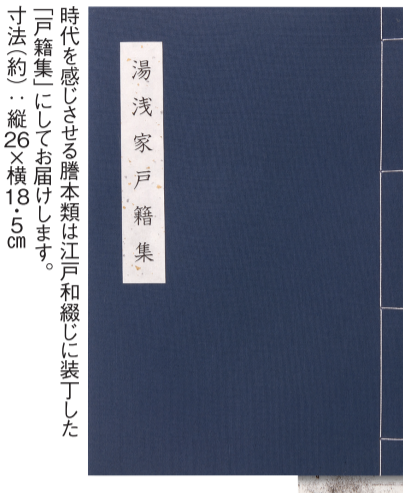 湯浅家戸籍集
時代を感じさせる謄本類は江戸和綴じに装丁した
「戸籍集」にしてお届けします。
寸法(約):縦26×横18・5㎝